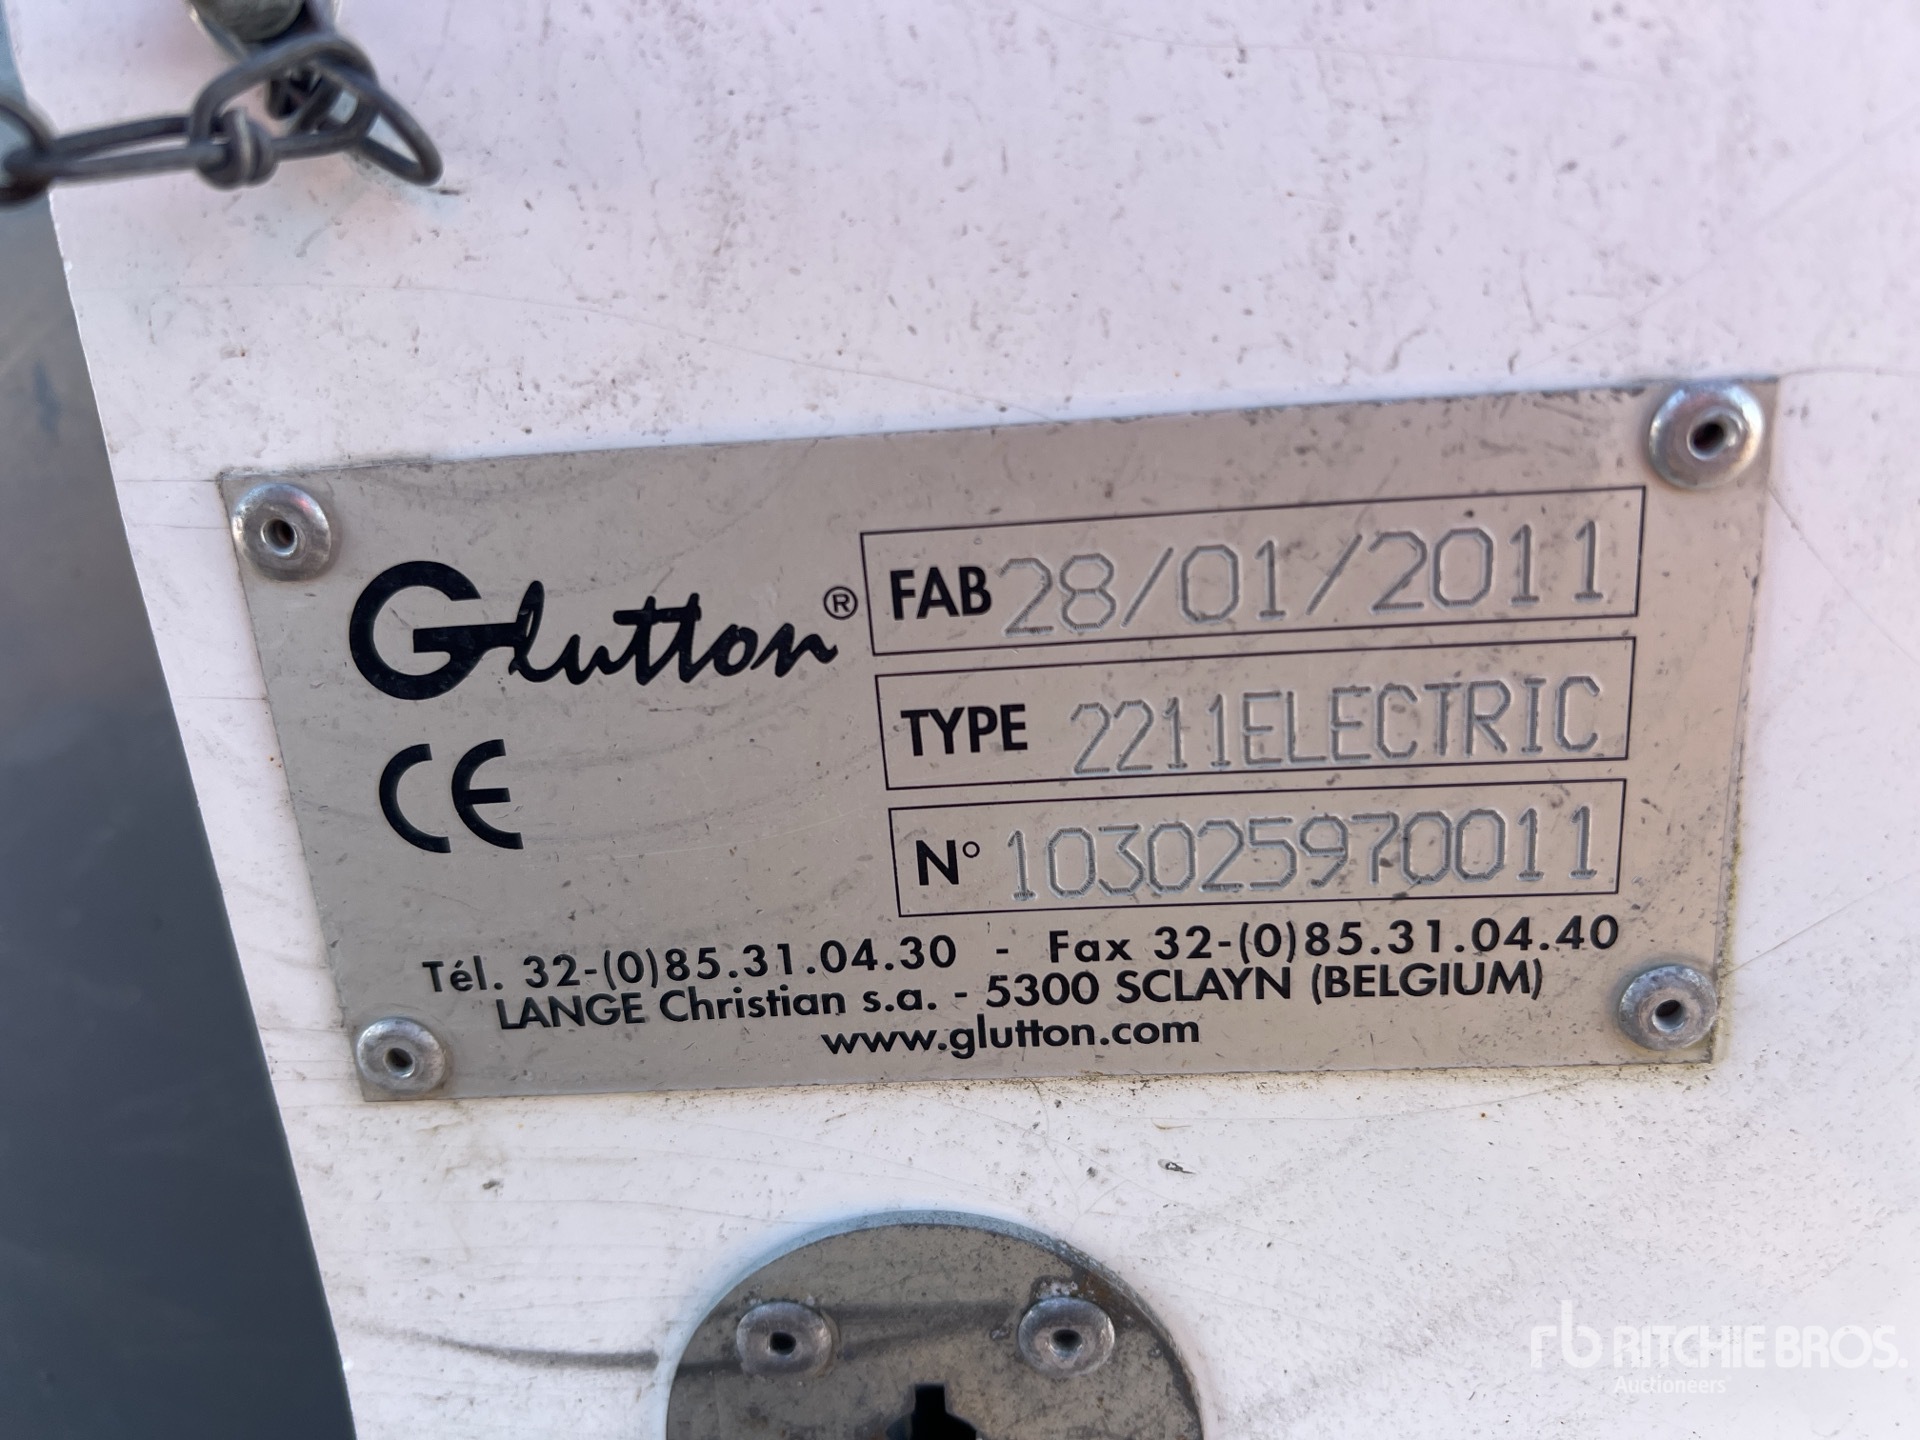 Glutton®
CE
FAB 28/01/2011
TYPE 2211ELECTRIC
N° 103025970011
Tél. 32-(0)85.31.04.30 - Fax 32-(0)85.31.04.40
LANGE Christian s.a. - 5300 SCLAYN (BELGIUM)
www.glutton.com
rb RITCHIE BROS.
Auctioneers